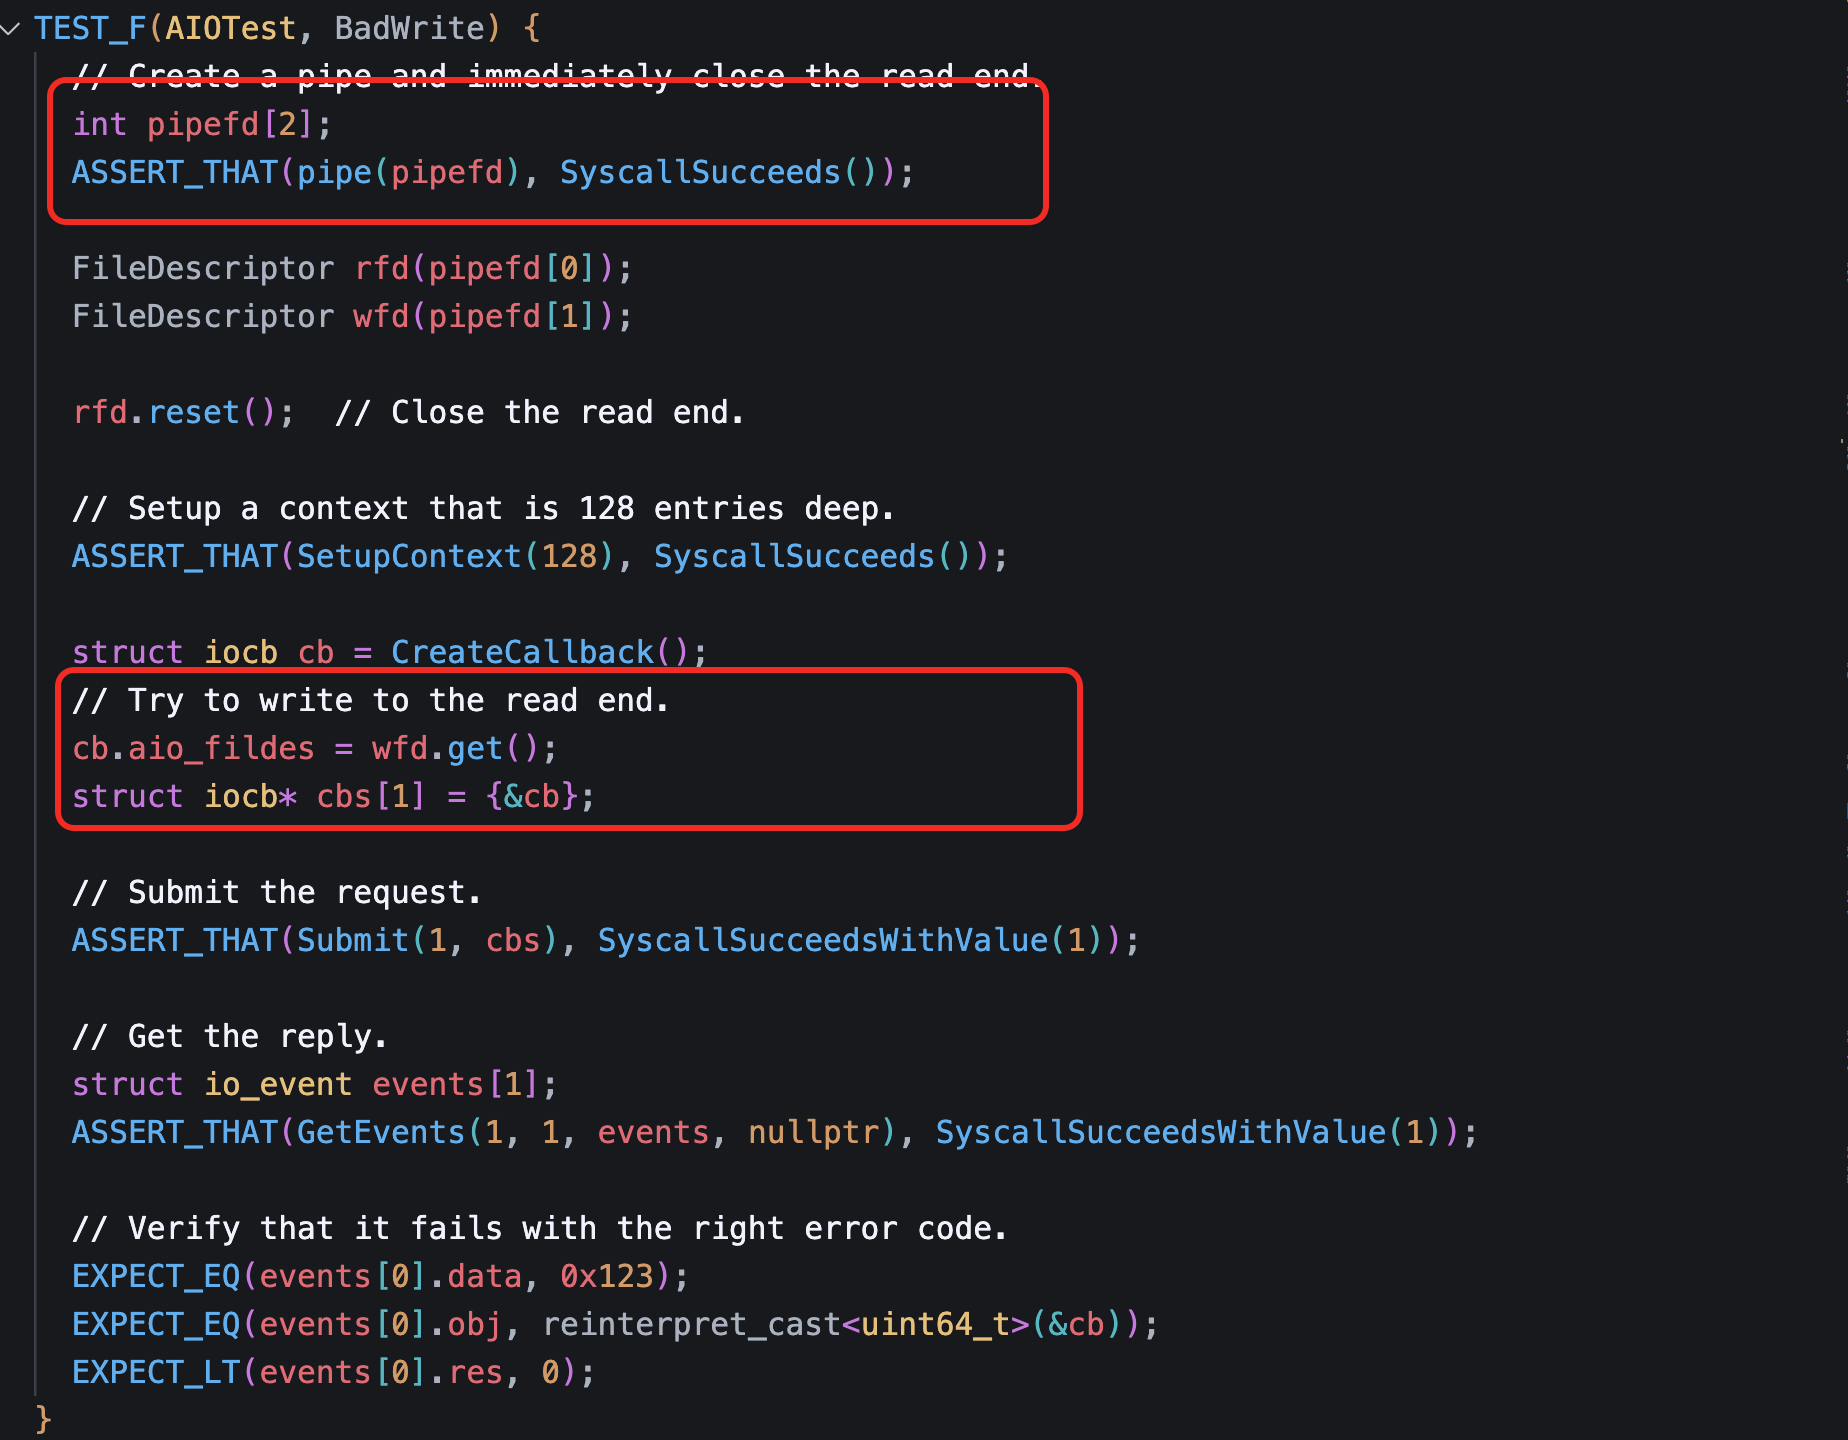 TEST_F(AIOTest, BadWrite) {
// Create a pipe and immediately close the read end.
int pipefd[2];
ASSERT_THAT(pipe(pipefd), SyscallSucceeds());
FileDescriptor rfd(pipefd[0]);
FileDescriptor wfd(pipefd[1]);
rfd.reset();  // Close the read end.
// Setup a context that is 128 entries deep.
ASSERT_THAT(SetupContext(128), SyscallSucceeds());
struct iocb cb = CreateCallback();
// Try to write to the read end.
cb.aio_fildes = wfd.get();
struct iocb* cbs[1] = {&cb};
// Submit the request.
ASSERT_THAT(Submit(1, cbs), SyscallSucceedsWithValue(1));
// Get the reply.
struct io_event events[1];
ASSERT_THAT(GetEvents(1, 1, events, nullptr), SyscallSucceedsWithValue(1));
// Verify that it fails with the right error code.
EXPECT_EQ(events[0].data, 0x123);
EXPECT_EQ(events[0].obj, reinterpret_cast<uint64_t>(&cb));
EXPECT_LT(events[0].res, 0);
}